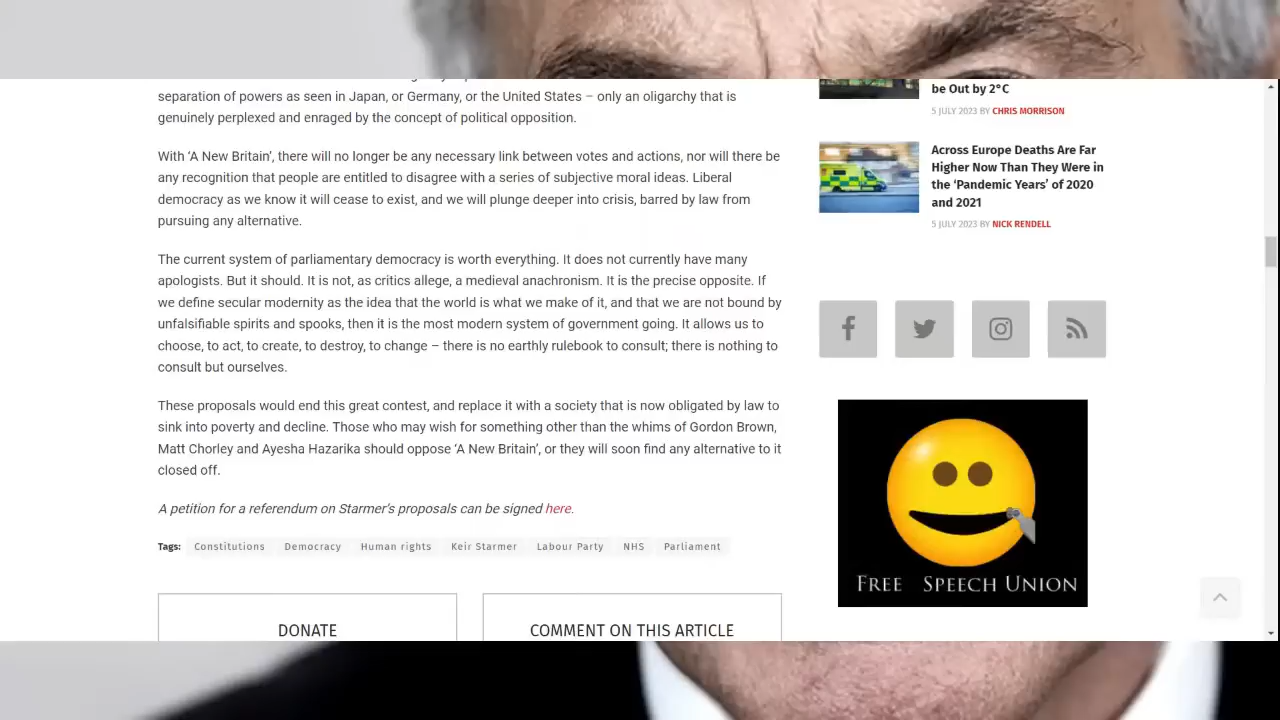 separation of powers as seen in Japan, or Germany, or the United States – only an oligarchy that is
genuinely perplexed and enraged by the concept of political opposition.
With ‘A New Britain’, there will no longer be any necessary link between votes and actions, nor will there be
any recognition that people are entitled to disagree with a series of subjective moral ideas. Liberal
democracy as we know it will cease to exist, and we will plunge deeper into crisis, barred by law from
pursuing any alternative.
The current system of parliamentary democracy is worth everything. It does not currently have many
apologists. But it should. It is not, as critics allege, a medieval anachronism. It is the precise opposite. If
we define secular modernity as the idea that the world is what we make of it, and that we are not bound by
unfalsifiable spirits and spooks, then it is the most modern system of government going. It allows us to
choose, to act, to create, to destroy, to change – there is no earthly rulebook to consult; there is nothing to
consult but ourselves.
These proposals would end this great contest, and replace it with a society that is now obligated by law to
sink into poverty and decline. Those who may wish for something other than the whims of Gordon Brown,
Matt Chorley and Ayesha Hazarika should oppose ‘A New Britain’, or they will soon find any alternative to it
closed off.
A petition for a referendum on Starmer’s proposals can be signed here.
Tags: Constitutions Democracy Human rights Keir Starmer Labour Party NHS Parliament
DONATE
COMMENT ON THIS ARTICLE
be Out by 2°C
5 JULY 2023 BY CHRIS MORRISON
Across Europe Deaths Are Far
Higher Now Than They Were in
the ‘Pandemic Years’ of 2020
and 2021
5 JULY 2023 BY NICK RENDELL
FREE SPEECH UNION